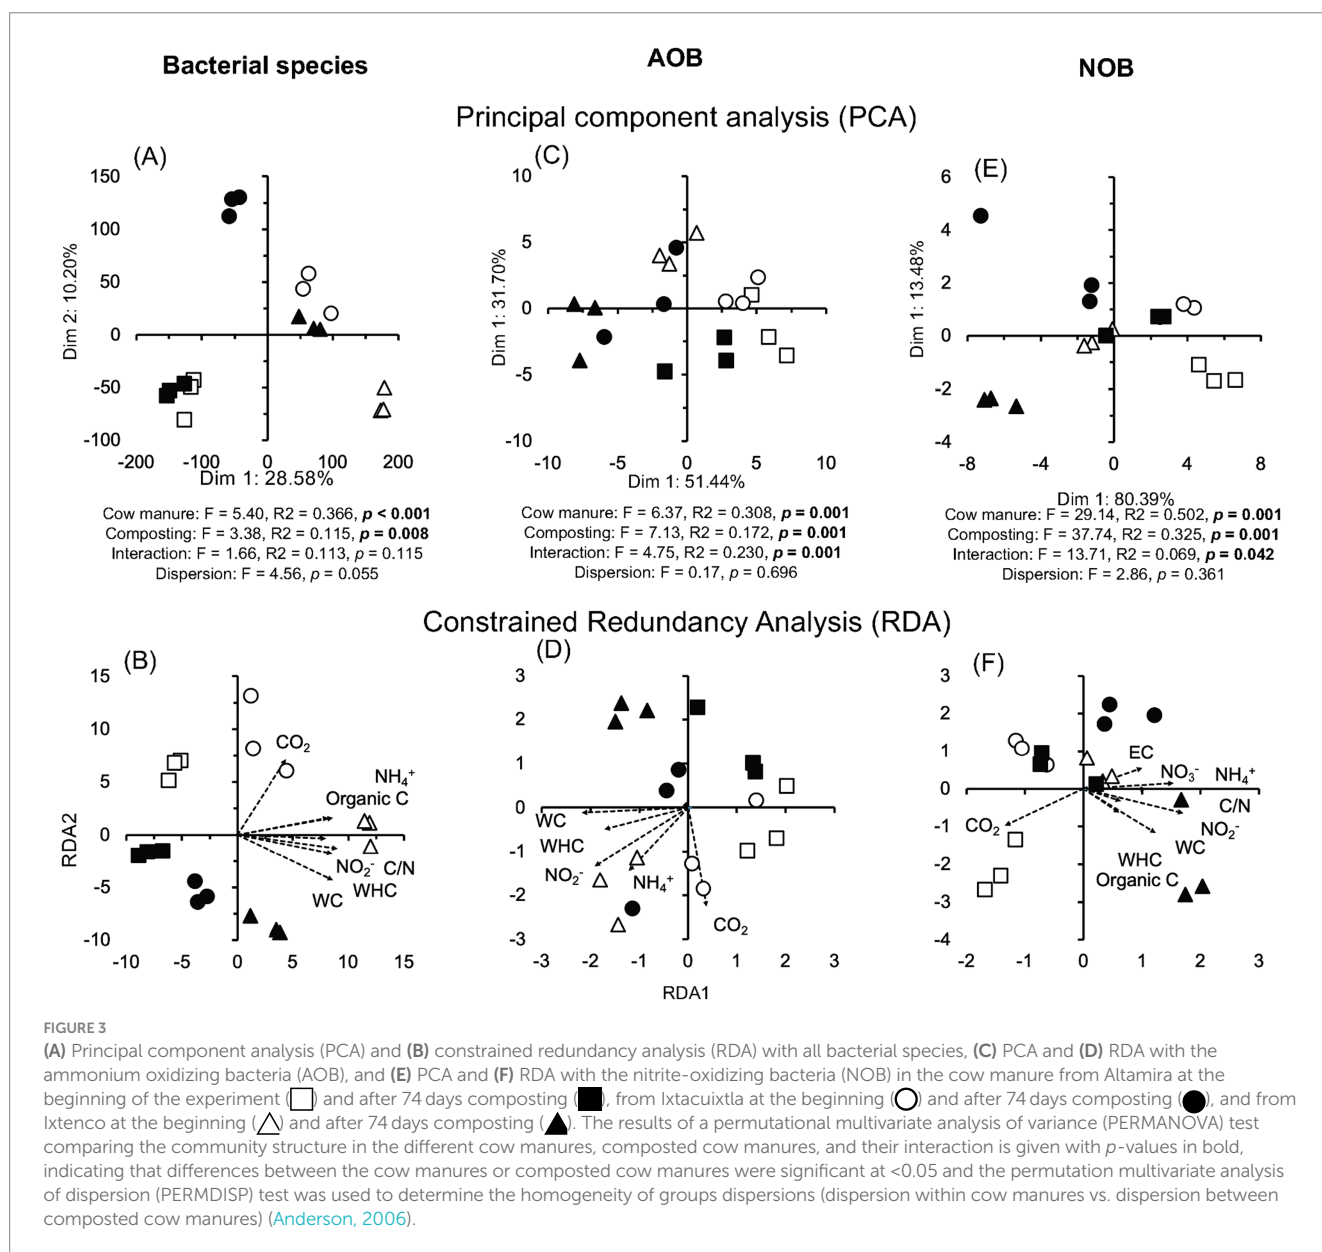 Bacterial species
AOB
NOB
Principal component analysis (PCA)
(A)
150
100
50
0
-50
-100
-200
-100
0
100
200
Dim 2: 10.20%
Dim 1: 28.58%
Cow manure: F = 5.40, R2 = 0.366, p < 0.001
Composting: F = 3.38, R2 = 0.115, p = 0.008
Interaction: F = 1.66, R2 = 0.113, p = 0.115
Dispersion: F = 4.56, p = 0.055
(C)
10
5
0
-5
-10
-10
-5
0
5
10
Dim 1: 31.70%
Dim 1: 51.44%
Cow manure: F = 6.37, R2 = 0.308, p = 0.001
Composting: F = 7.13, R2 = 0.172, p = 0.001
Interaction: F = 4.75, R2 = 0.230, p = 0.001
Dispersion: F = 0.17, p = 0.696
(E)
6
4
2
0
-2
-4
-8
-4
0
4
8
Dim 1: 13.48%
Dim 1: 80.39%
Cow manure: F = 29.14, R2 = 0.502, p = 0.001
Composting: F = 37.74, R2 = 0.325, p = 0.001
Interaction: F = 13.71, R2 = 0.069, p = 0.042
Dispersion: F = 2.86, p = 0.361
Constrained Redundancy Analysis (RDA)
(B)
15
10
5
0
-5
-10
-10
-5
0
5
10
15
RDA2
CO₂
NH₄⁺
Organic C
NO₂⁻ C/N
WHC
WC
(D)
3
2
1
0
-1
-2
-3
-3
-2
-1
0
1
2
3
RDA1
WC
WHC
NO₂⁻
NH₄⁺
CO₂
(F)
3
2
1
0
-1
-2
-3
-4
-2
-1
0
1
2
3
EC
NO₃⁻ NH₄⁺
C/N
NO₂⁻
CO₂
WC
WHC
Organic C
FIGURE 3
(A) Principal component analysis (PCA) and (B) constrained redundancy analysis (RDA) with all bacterial species, (C) PCA and (D) RDA with the
ammonium oxidizing bacteria (AOB), and (E) PCA and (F) RDA with the nitrite-oxidizing bacteria (NOB) in the cow manure from Altamira at the
beginning of the experiment (□) and after 74 days composting (■), from Ixtacuixtla at the beginning (○) and after 74 days composting (●), and from
Ixtenco at the beginning (△) and after 74 days composting (▲). The results of a permutational multivariate analysis of variance (PERMANOVA) test
comparing the community structure in the different cow manures, composted cow manures, and their interaction is given with p-values in bold,
indicating that differences between the cow manures or composted cow manures were significant at <0.05 and the permutation multivariate analysis
of dispersion (PERMDISP) test was used to determine the homogeneity of groups dispersions (dispersion within cow manures vs. dispersion between
composted cow manures) (Anderson, 2006).